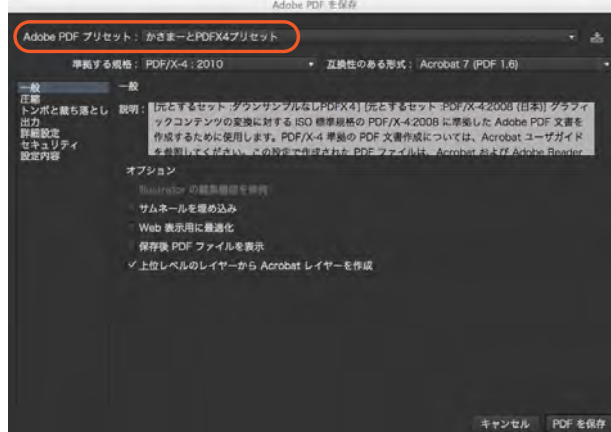 Adobe PDF を保存
Adobe PDF プリセット： かさまーとPDFX4プリセット
準拠する規格： PDF/X-4 : 2010 互換性のある形式： Acrobat 7 (PDF 1.6)
一般
圧縮
トンボと裁ち落とし
出力
詳細設定
セキュリティ
設定内容
一般
説明： [元とするセット :ダウンサンプルなしPDFX4] [元とするセット :PDF/X-4:2008 (日本)] グラフィ
ックコンテンツの変換に対する ISO 標準規格の PDF/X-4:2008 に準拠した Adobe PDF 文書を
作成するために使用します。PDF/X-4 準拠の PDF 文書作成については、Acrobat ユーザガイド
を参照してください。この設定で作成された PDF ファイルは、Acrobat および Adobe Reader
オプション
Illustrator の編集機能を保持
サムネールを埋め込み
Web 表示用に最適化
保存後 PDF ファイルを表示
上位レベルのレイヤーから Acrobat レイヤーを作成
キャンセル PDF を保存